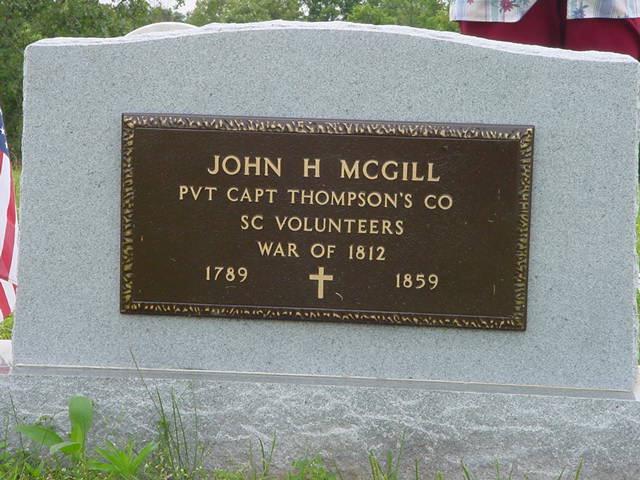 JOHN H MCGILL
PVT CAPT THOMPSON'S CO
SC VOLUNTEERS
WAR OF 1812
1789 1859